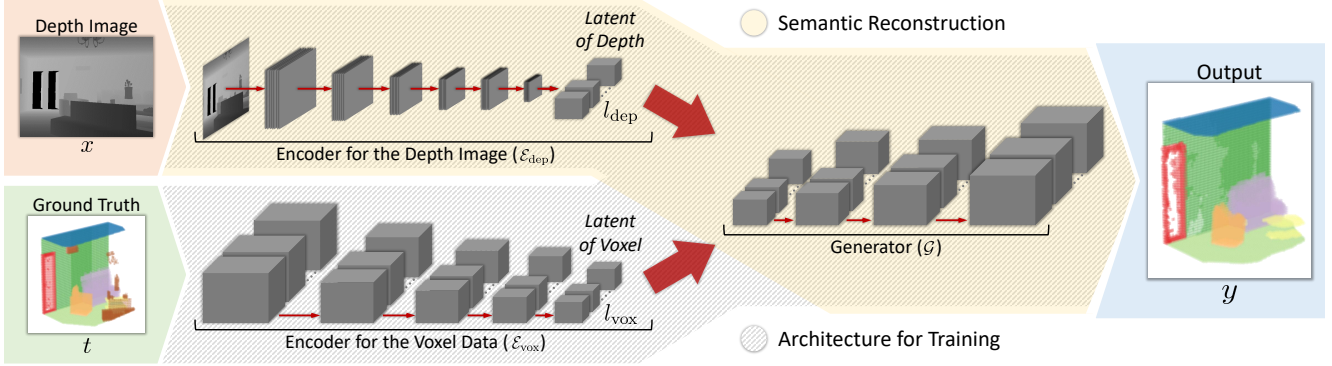 Depth Image
x
Latent
of Depth
l_dep
Encoder for the Depth Image (ℰ_dep)
Semantic Reconstruction
Ground Truth
t
Latent
of Voxel
l_vox
Encoder for the Voxel Data (ℰ_vox)
Generator (𝒢)
Architecture for Training
Output
y